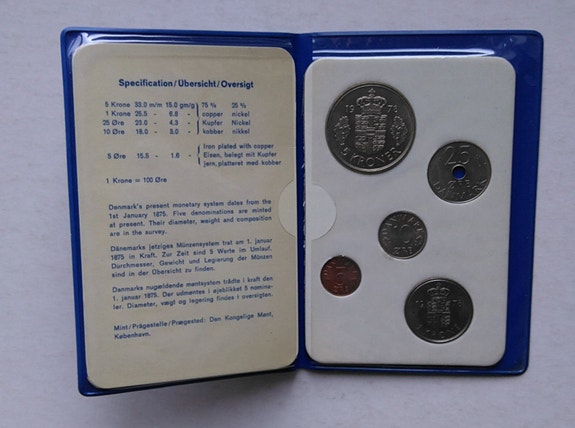 Specification/Übersicht/Oversigt
5 Krone 33.0 m/m 15.0 gm/g 75 % 25 %
1 Krone 25.5 - 6.8 - copper nickel
25 Øre 23.0 - 4.3 - Kupfer Nickel
10 Øre 18.0 - 3.0 - kobber nikkel
Iron plated with copper
5 Øre 15.5 - 1.6 - Eisen, belegt mit Kupfer
jern, platteret med kobber
1 Krone = 100 Øre
Denmark's present monetary system dates from the
1st January 1875. Five denominations are minted
at present. Their diameter, weight and composition
are in the survey.
Dänemarks jetziges Münzensystem trat am 1. januar
1875 in Kraft. Zur Zeit sind 5 Werte im Umlauf.
Durchmesser, Gewicht und Legierung der Münzen
sind in der Übersicht zu finden.
Danmarks nugældende møntsystem trådte i kraft den
1. januar 1875. Der udmøntes i øjeblikket 5 nomina-
ler. Diameter, vægt og legering findes i oversigten.
Mint/Prägestelle/Prægested: Den Kongelige Mønt,
København.
5 KRONER
25
ØRE
DANMARK
DANMARK
10
ØRE